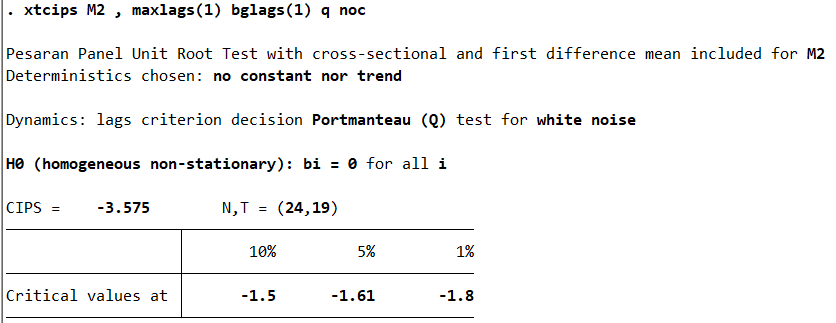 . xtcips M2 , maxlags(1) bglags(1) q noc
Pesaran Panel Unit Root Test with cross-sectional and first difference mean included for M2
Deterministics chosen: no constant nor trend
Dynamics: lags criterion decision Portmanteau (Q) test for white noise
H0 (homogeneous non-stationary): bi = 0 for all i
CIPS = -3.575 N,T = (24,19)
10% 5% 1%
Critical values at -1.5 -1.61 -1.8